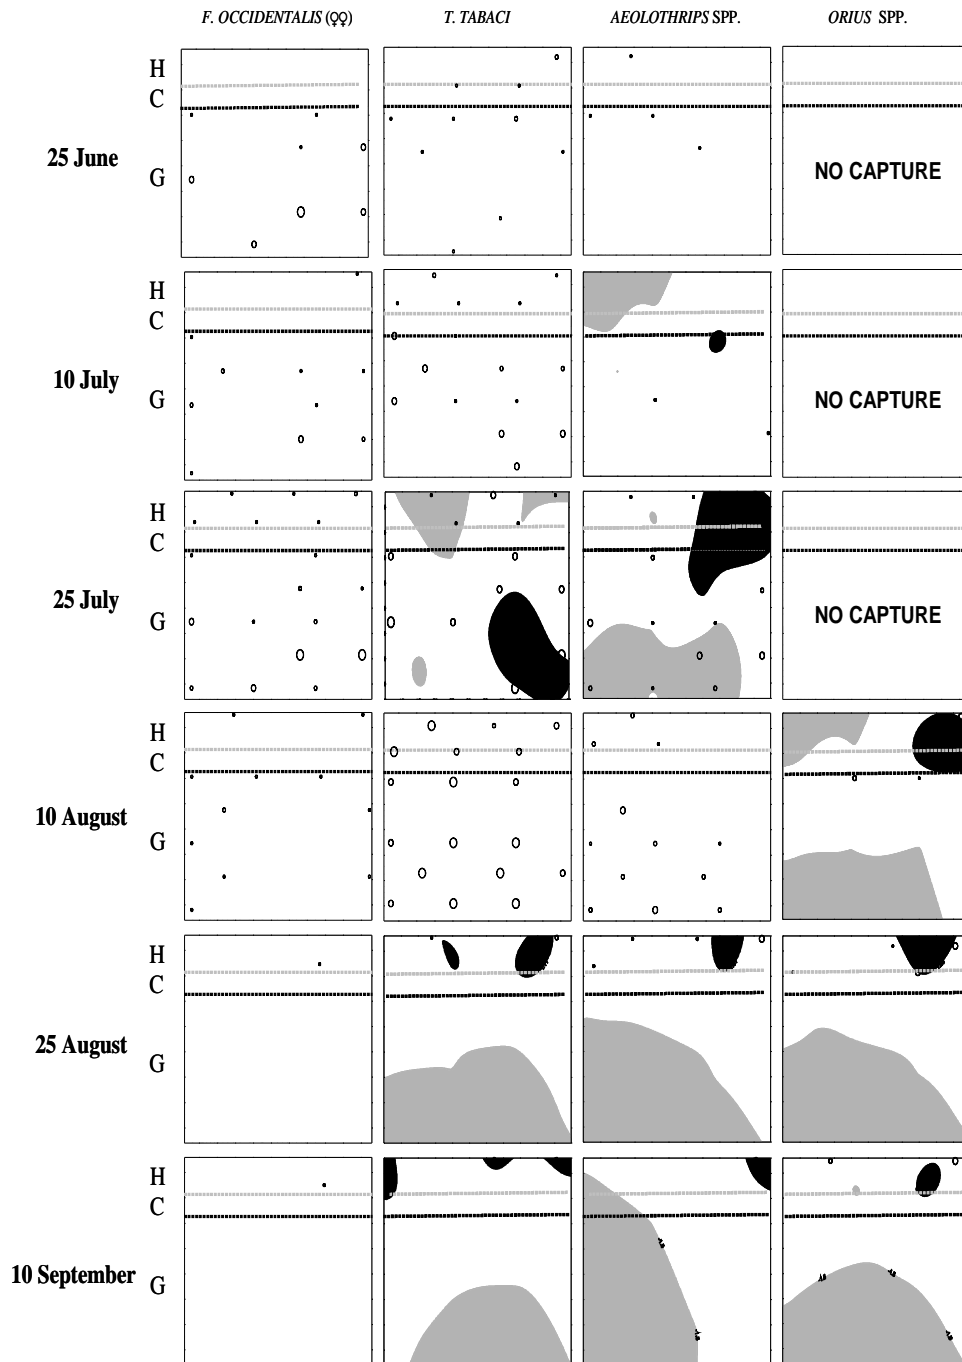 F. OCCIDENTALIS (♀♀) T. TABACI AEOLOTHRIPS SPP. ORIUS SPP.
H
C
25 June
G
NO CAPTURE
H
C
10 July
G
NO CAPTURE
H
C
25 July
G
NO CAPTURE
H
C
10 August
G
H
C
25 August
G
H
C
10 September
G